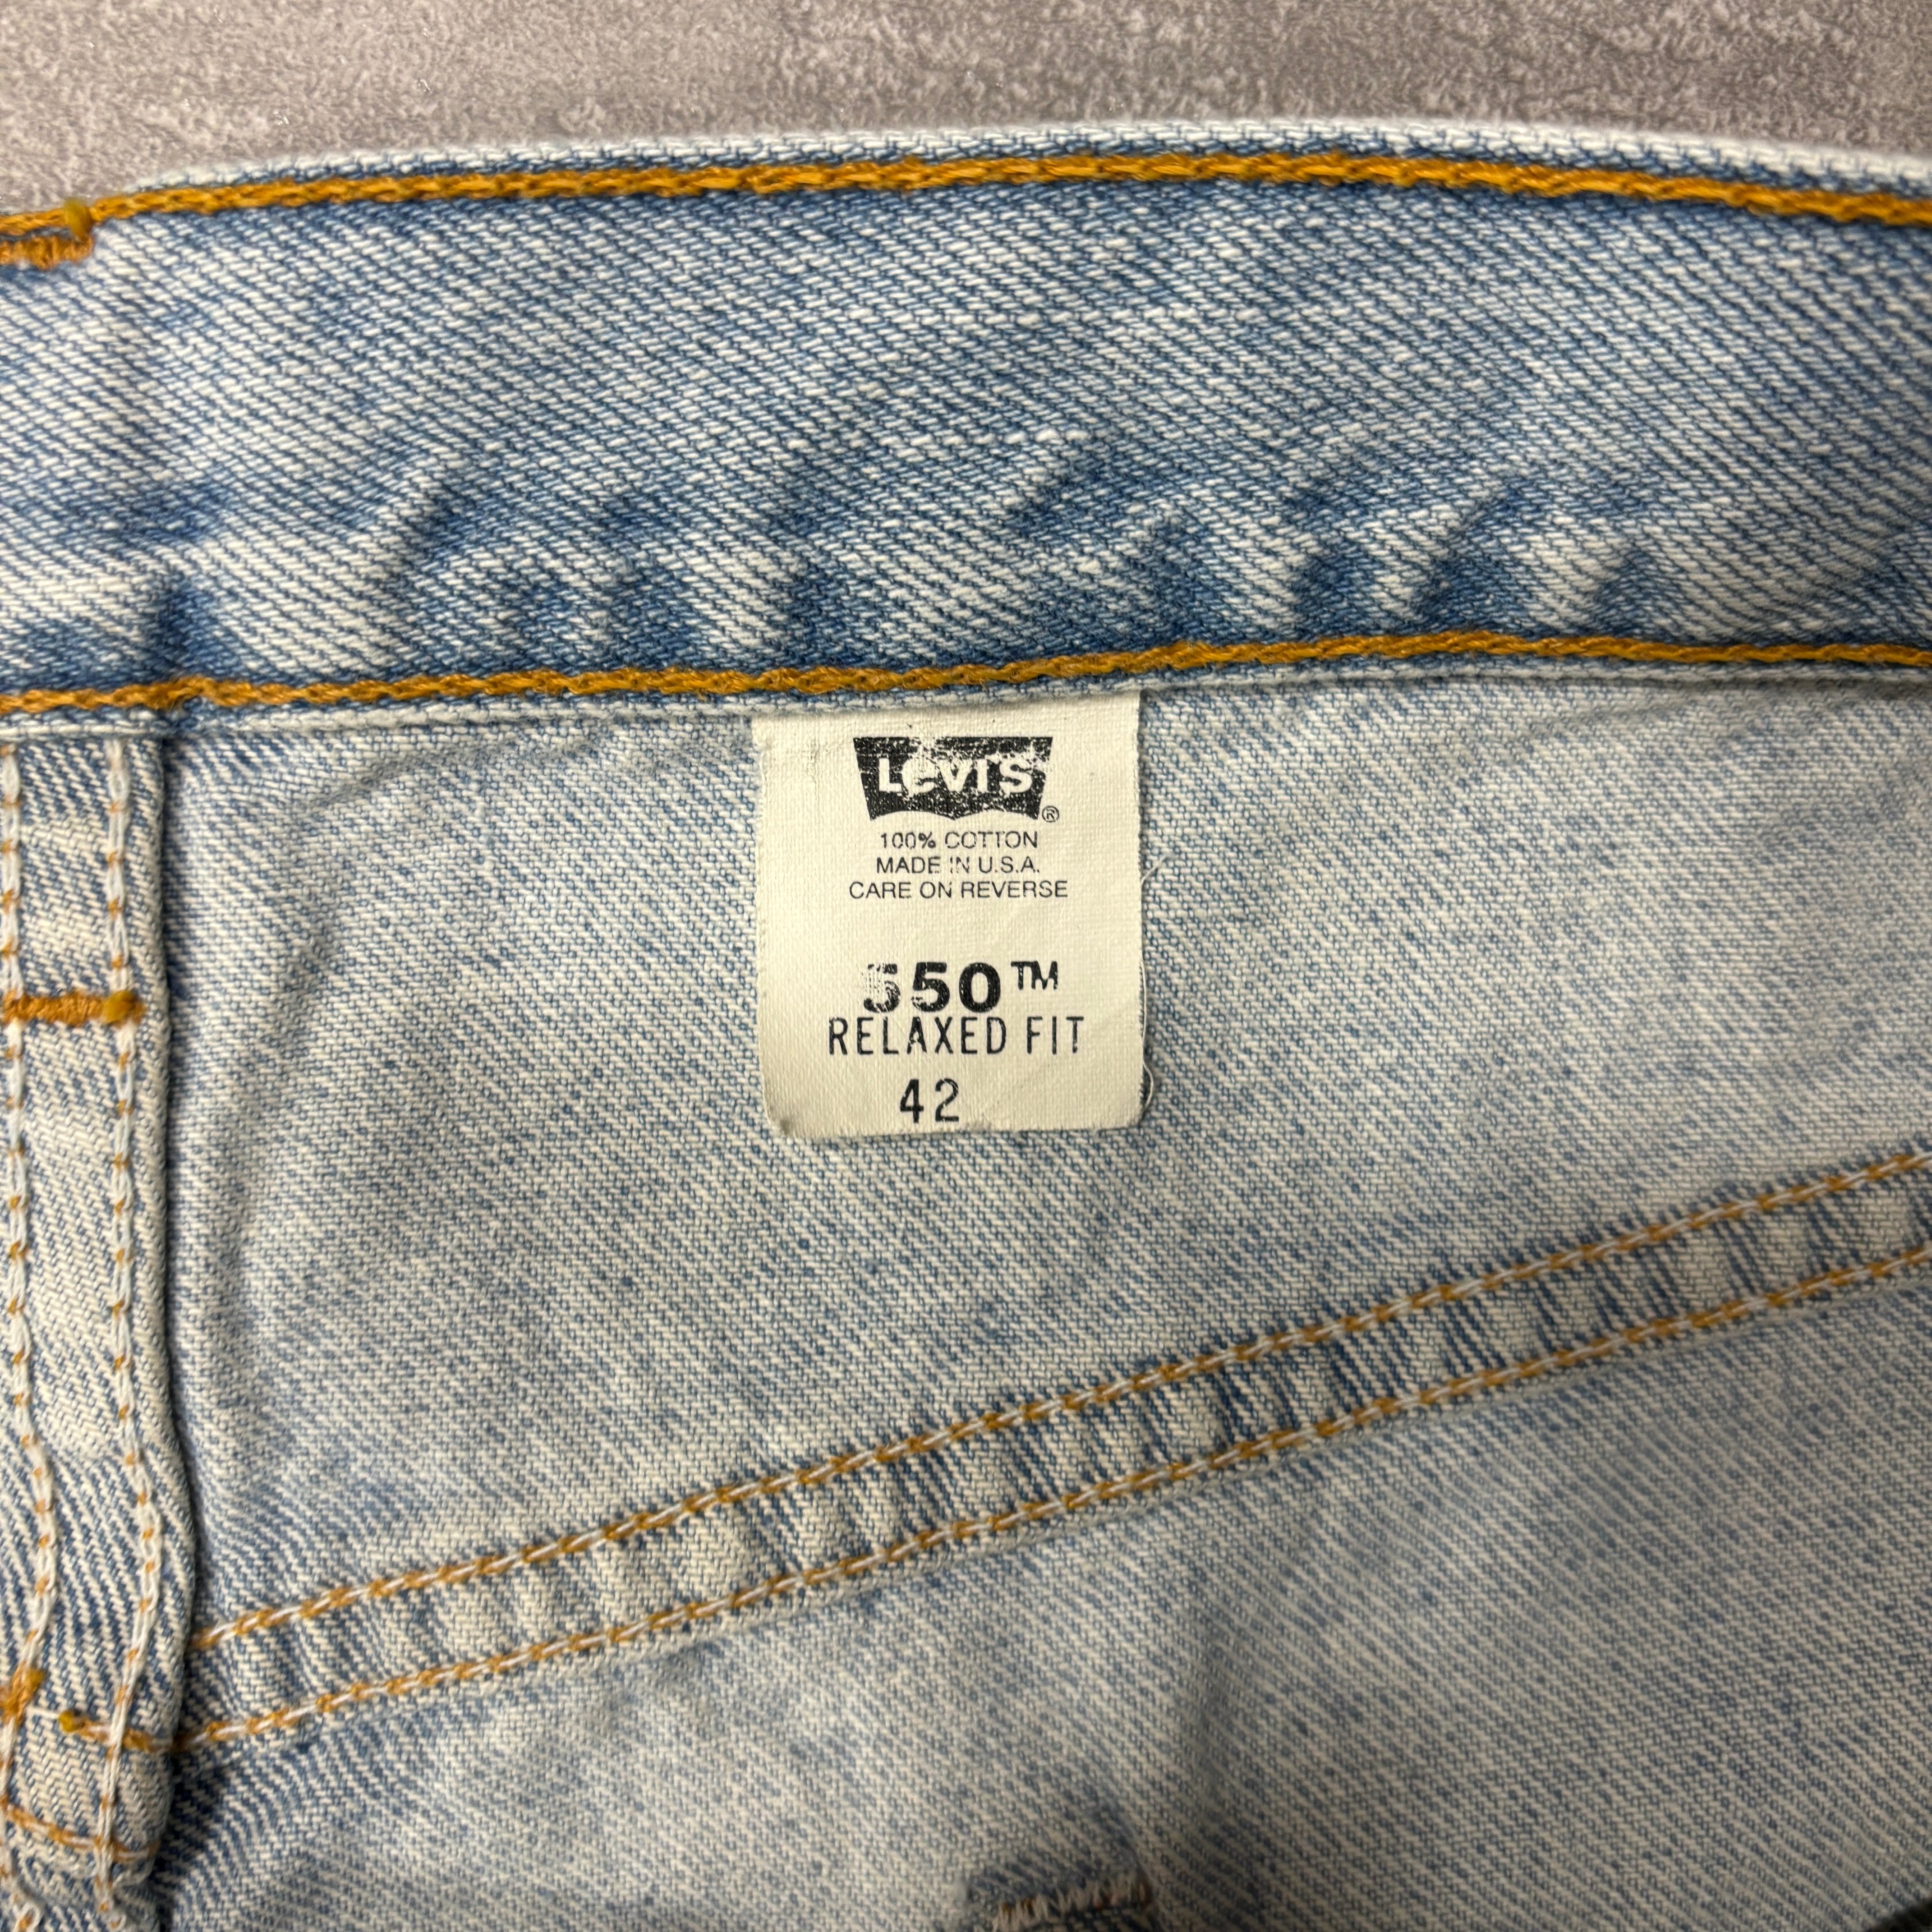 LEVI'S ®
100% COTTON
MADE IN U.S.A.
CARE ON REVERSE
550™
RELAXED FIT
42